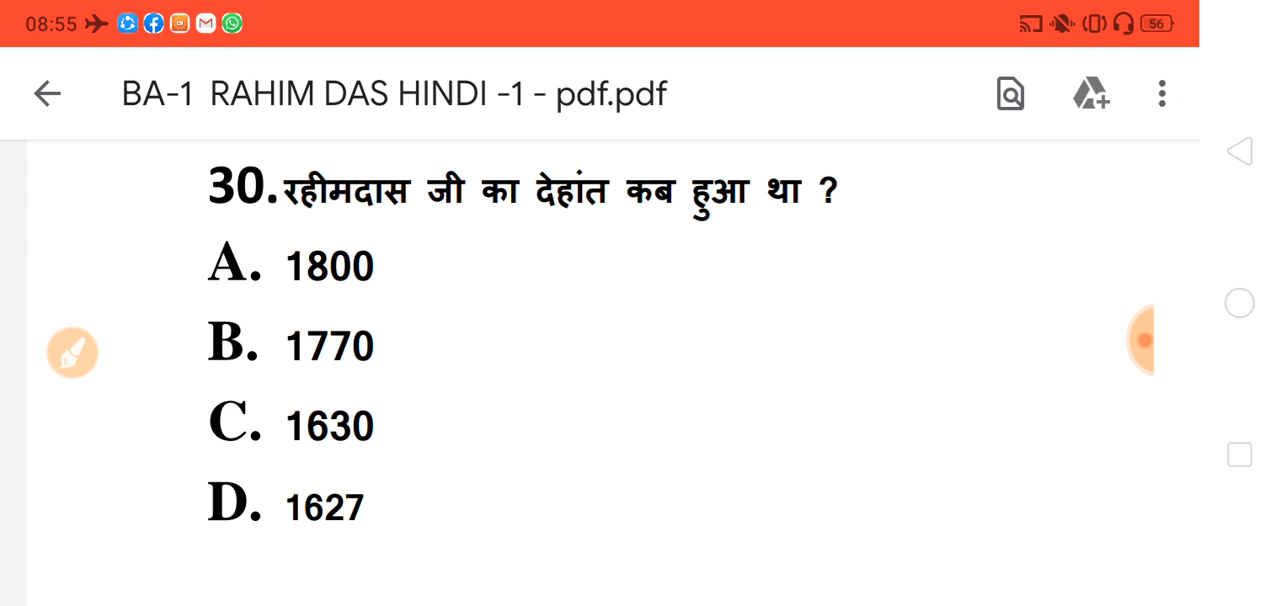 08:55 56
BA-1 RAHIM DAS HINDI -1 - pdf.pdf
30. रहीमदास जी का देहांत कब हुआ था ?
A. 1800
B. 1770
C. 1630
D. 1627